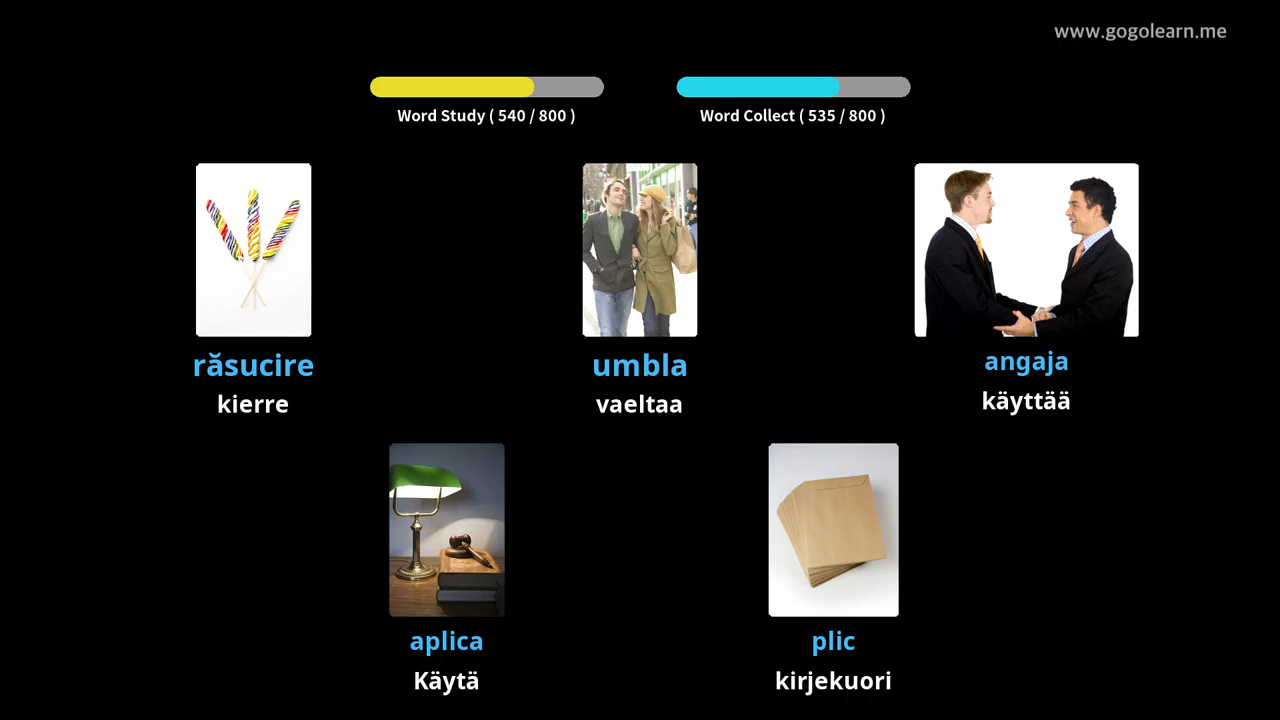 www.gogolearn.me
Word Study ( 540 / 800 )
Word Collect ( 535 / 800 )
răsucire
kierre
umbla
vaeltaa
angaja
käyttää
aplica
Käytä
plic
kirjekuori